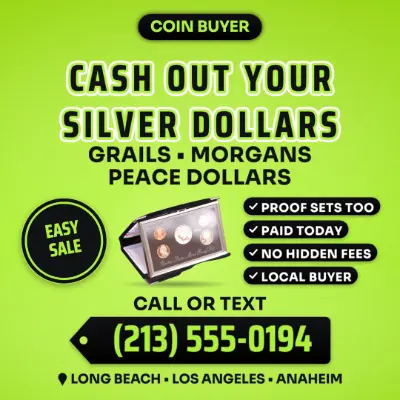 COIN BUYER
CASH OUT YOUR
SILVER DOLLARS
GRAILS ▪ MORGANS
PEACE DOLLARS
EASY
SALE
✓ PROOF SETS TOO
✓ PAID TODAY
✓ NO HIDDEN FEES
✓ LOCAL BUYER
CALL OR TEXT
(213) 555-0194
LONG BEACH ▪ LOS ANGELES ▪ ANAHEIM